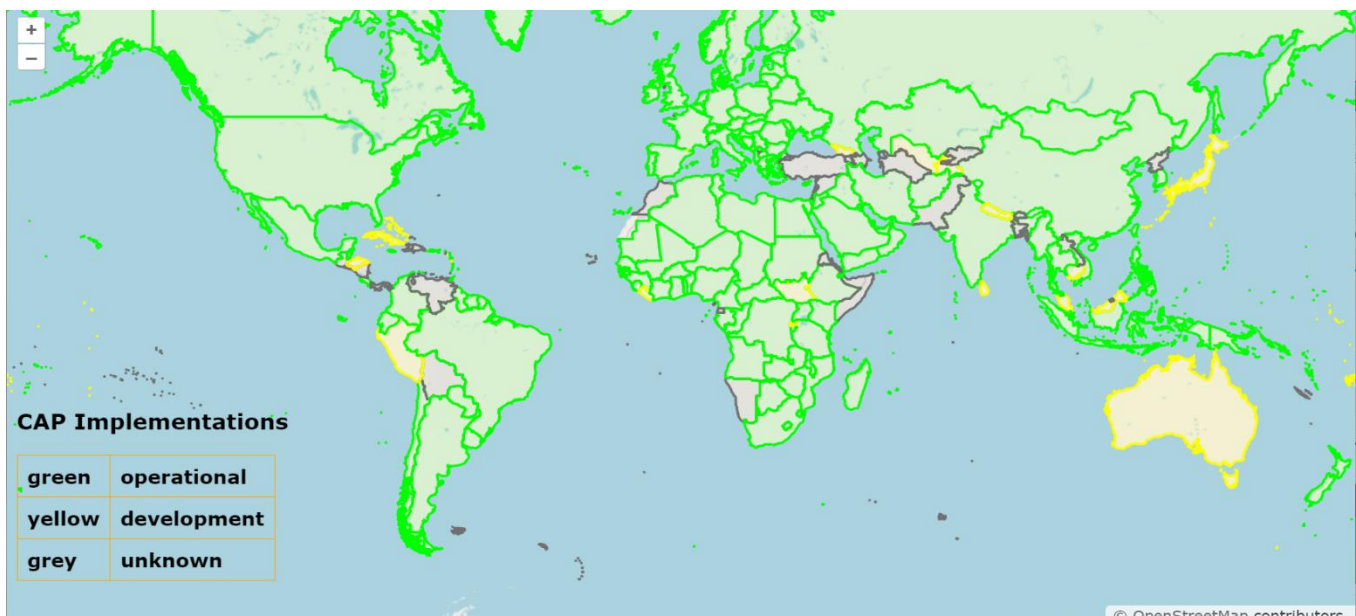 +
−
CAP Implementations
green operational
yellow development
grey unknown
© OpenStreetMap contributors